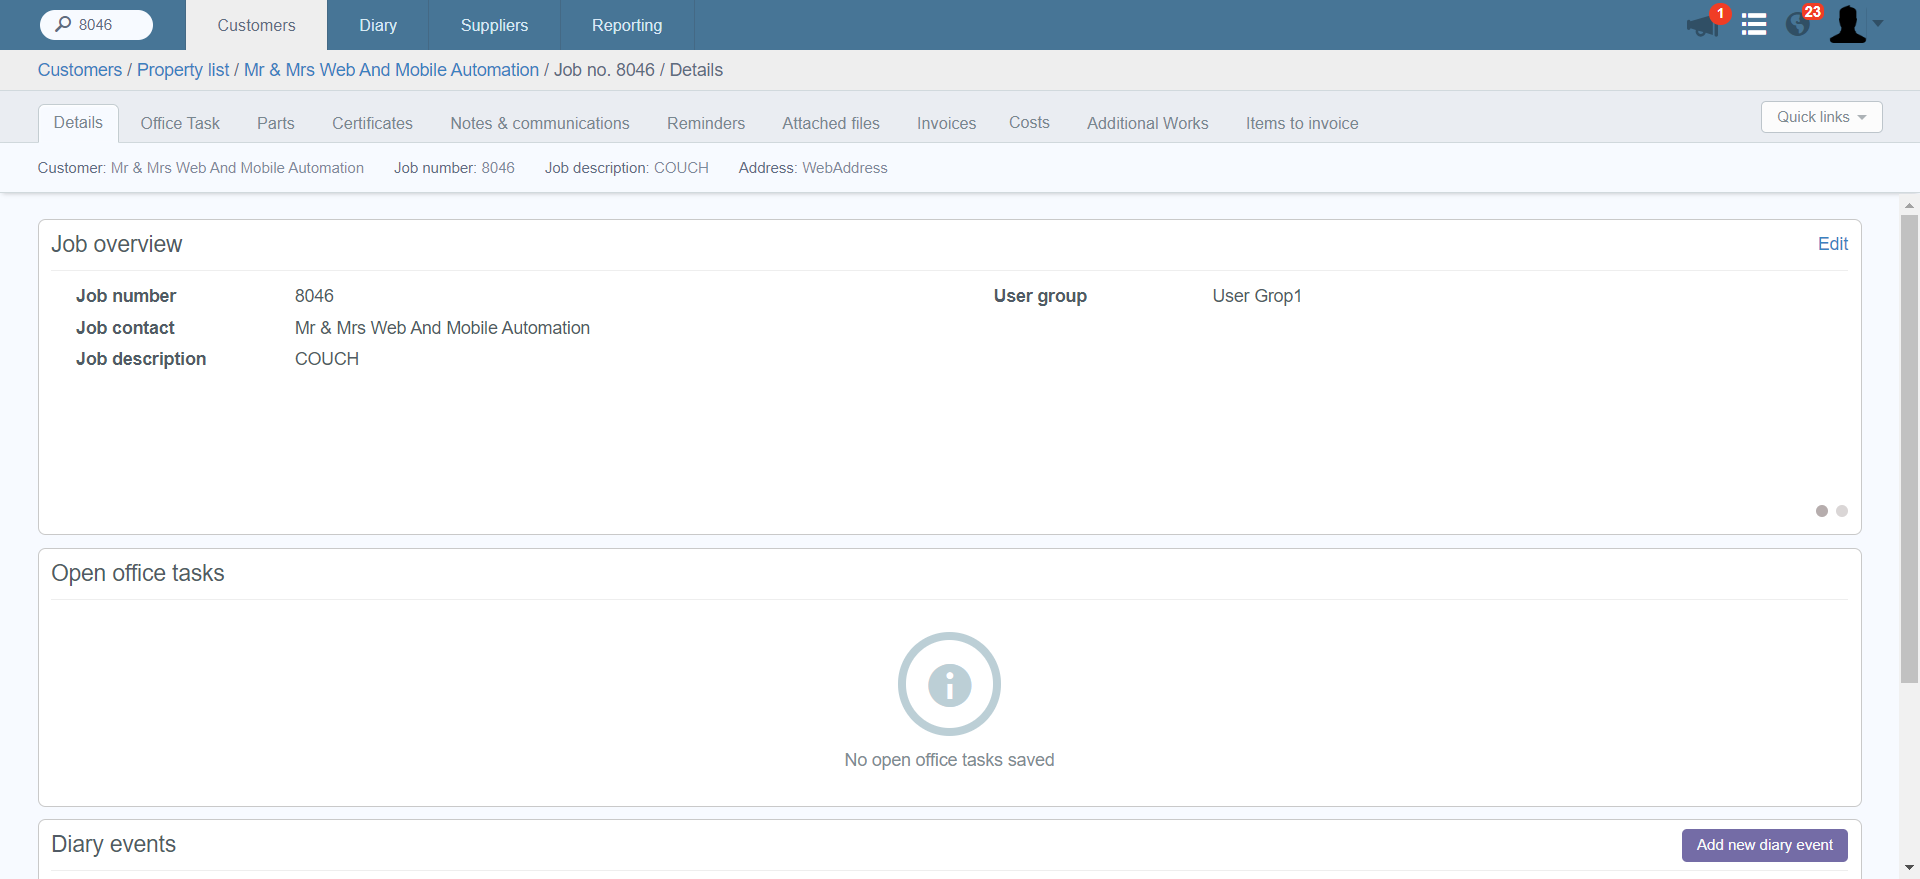 8046
Customers
Diary
Suppliers
Reporting
1
23
Customers / Property list / Mr & Mrs Web And Mobile Automation / Job no. 8046 / Details
Details
Office Task
Parts
Certificates
Notes & communications
Reminders
Attached files
Invoices
Costs
Additional Works
Items to invoice
Quick links
Customer: Mr & Mrs Web And Mobile Automation
Job number: 8046
Job description: COUCH
Address: WebAddress
Job overview
Edit
Job number 8046
User group User Grop1
Job contact Mr & Mrs Web And Mobile Automation
Job description COUCH
Open office tasks
No open office tasks saved
Diary events
Add new diary event